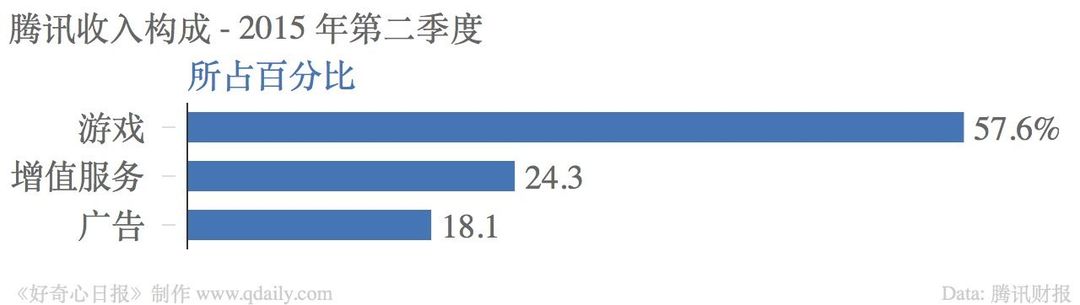 腾讯收入构成 - 2015 年第二季度
所占百分比
游戏 57.6%
增值服务 24.3
广告 18.1
《好奇心日报》制作 www.qdaily.com Data: 腾讯财报